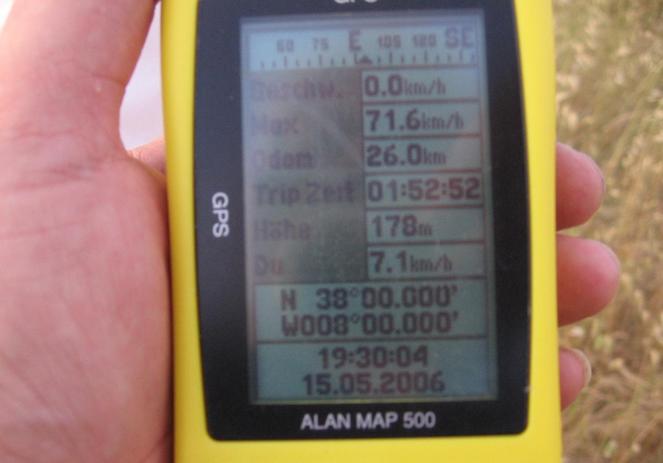 GPS
60 75 E 105 120 SE
Geschw. 0.0km/h
Max 71.6km/h
Odom 26.0km
Trip Zeit 01:52:52
Höhe 178m
Du 7.1km/h
N 38°00.000'
W008°00.000'
19:30:04
15.05.2006
GPS
ALAN MAP 500